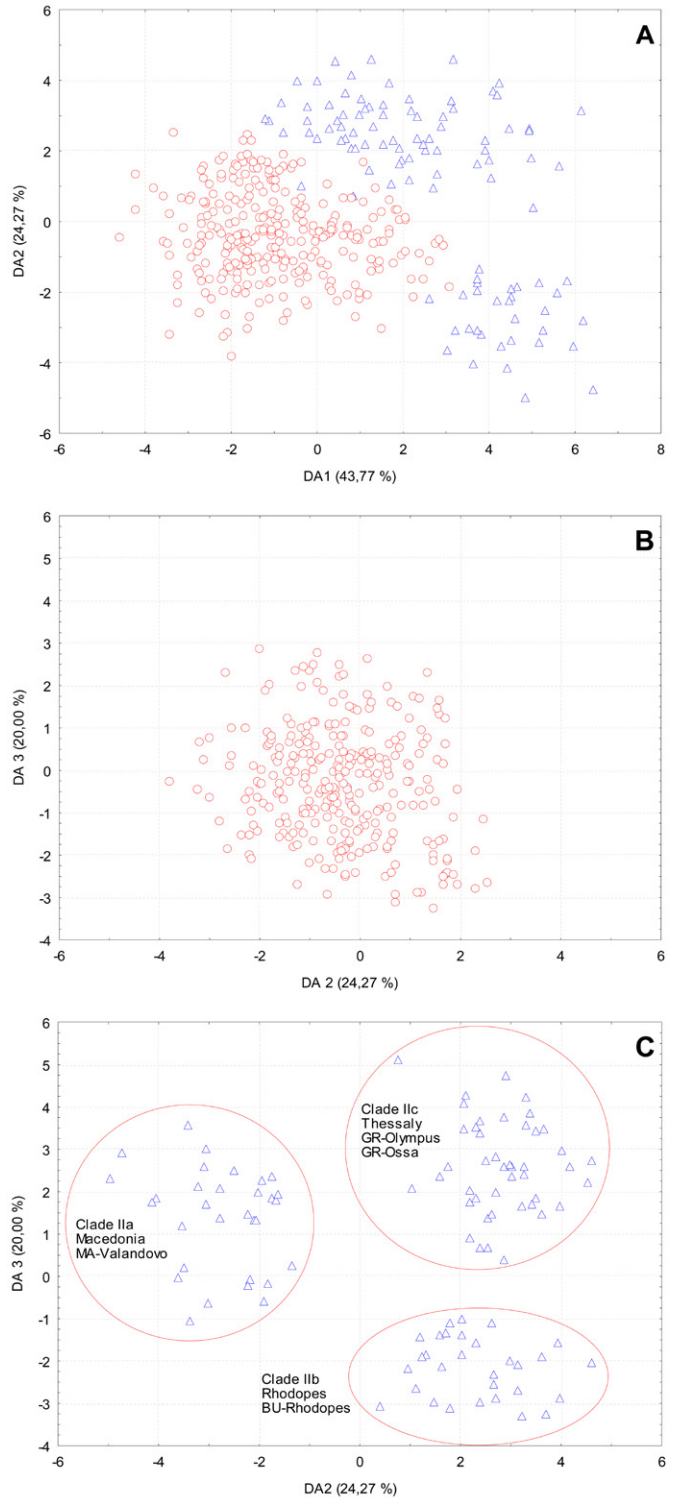 A
6
4
2
0
-2
-4
-6
DA2 (24,27 %)
-6 -4 -2 0 2 4 6 8
DA1 (43,77 %)
B
6
5
4
3
2
1
0
-1
-2
-3
-4
DA 3 (20,00 %)
-6 -4 -2 0 2 4 6
DA 2 (24,27 %)
C
6
5
4
3
2
1
0
-1
-2
-3
-4
DA 3 (20,00 %)
Clade IIc
Thessaly
GR-Olympus
GR-Ossa
Clade IIa
Macedonia
MA-Valandovo
Clade IIb
Rhodopes
BU-Rhodopes
-6 -4 -2 0 2 4 6
DA2 (24,27 %)